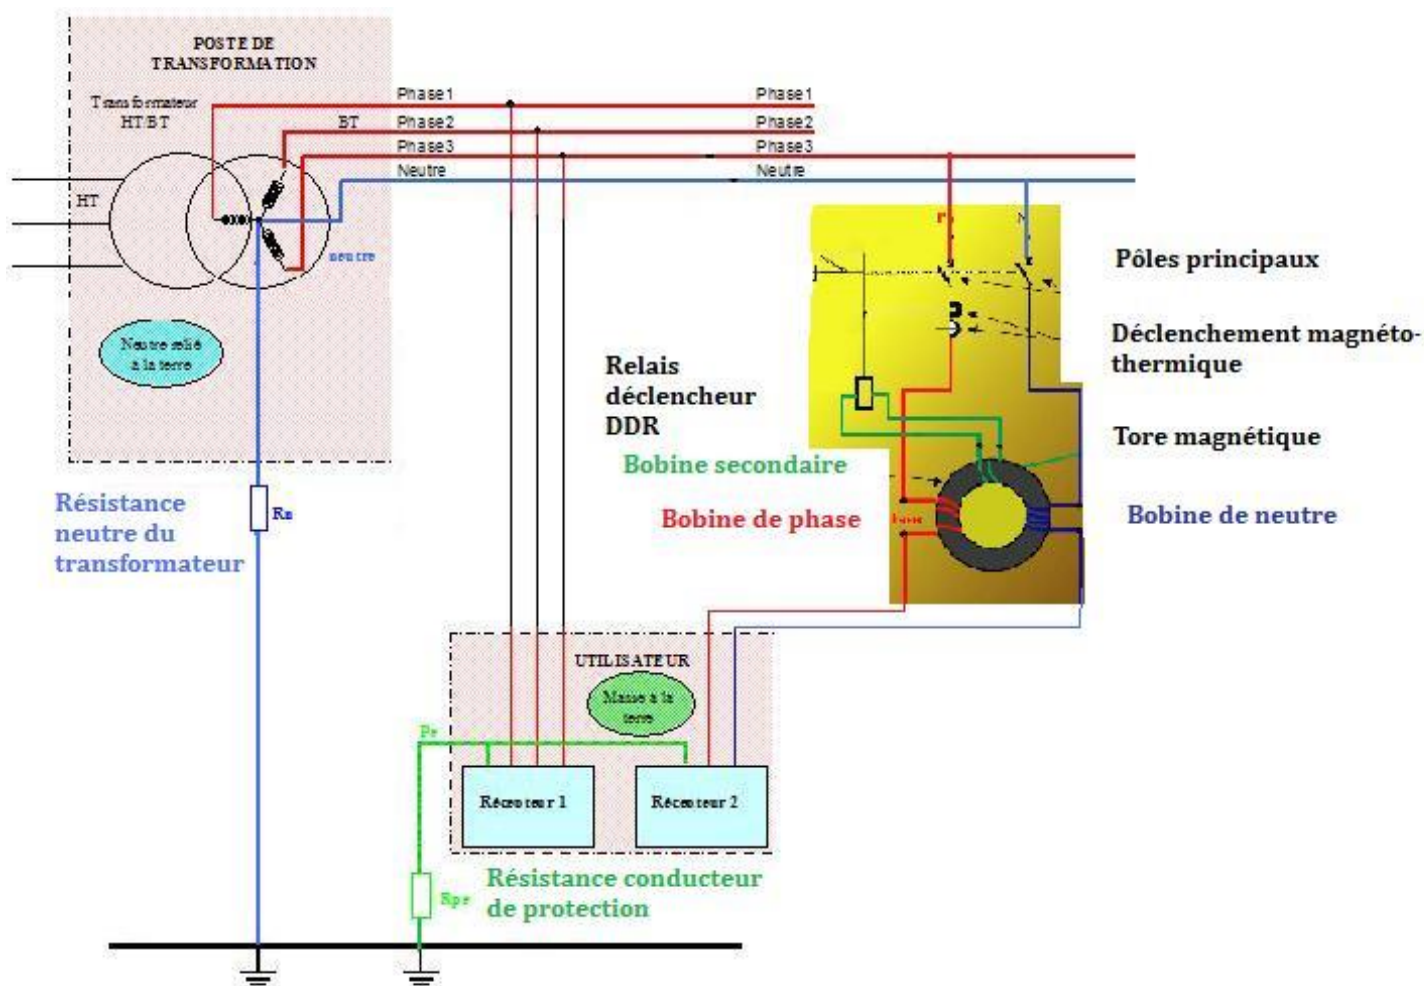 POSTE DE
TRANSFORMATION
Transformateur
HT/BT
BT
HT
Phase1
Phase2
Phase3
Neutre
Phase1
Phase2
Phase3
Neutre
neutre
Neutre relié
à la terre
Résistance
neutre du
transformateur
Rn
Pôles principaux
Déclenchement magnéto-
thermique
Relais
déclencheur
DDR
Bobine secondaire
Tore magnétique
Bobine de phase
Bobine de neutre
UTILISATEUR
Masse à la
terre
Pe
Récepteur 1
Récepteur 2
Rpe
Résistance conducteur
de protection